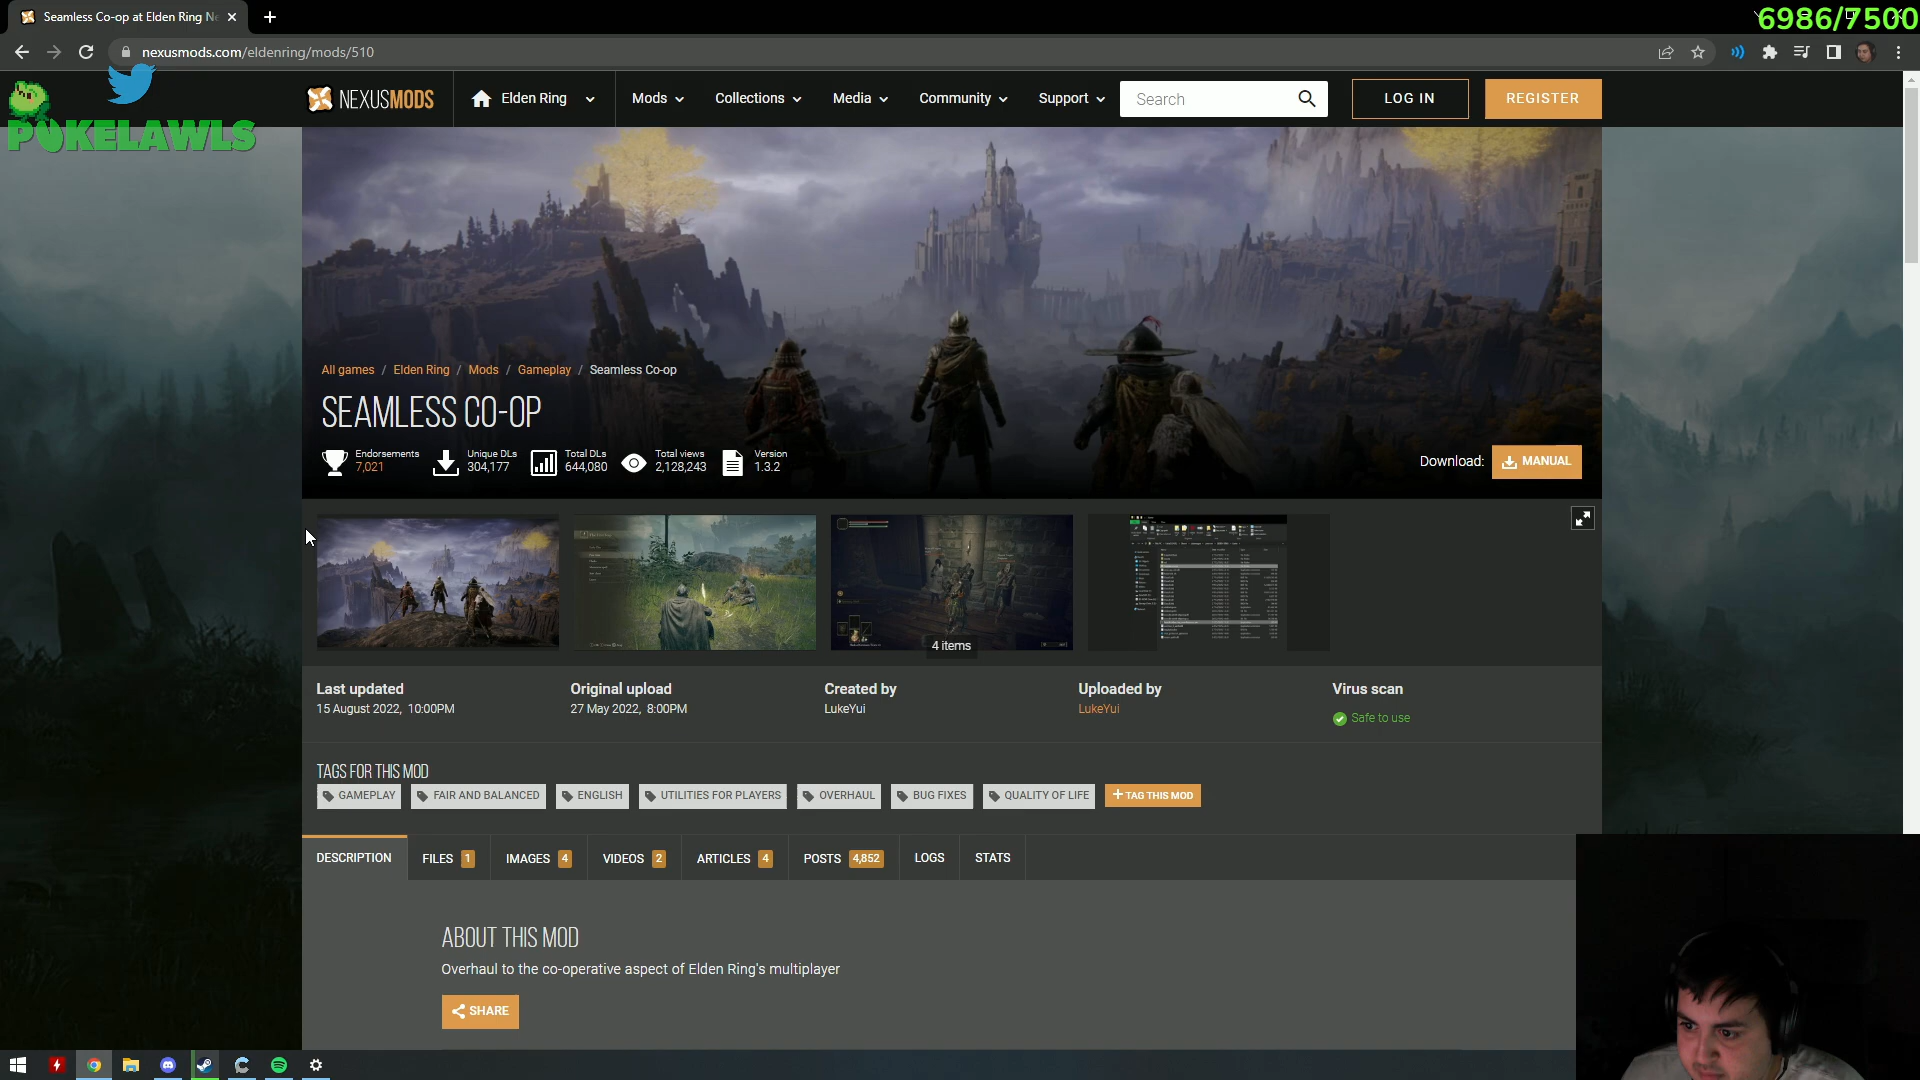 Seamless Co-op at Elden Ring Ne
6986/7500
nexusmods.com/eldenring/mods/510
POKELAWLS
NEXUSMODS
Elden Ring
Mods
Collections
Media
Community
Support
Search
LOG IN
REGISTER
All games / Elden Ring / Mods / Gameplay / Seamless Co-op
SEAMLESS CO-OP
Endorsements
7,021
Unique DLs
304,177
Total DLs
644,080
Total views
2,128,243
Version
1.3.2
Download:
MANUAL
4 items
Last updated
15 August 2022, 10:00PM
Original upload
27 May 2022, 8:00PM
Created by
LukeYui
Uploaded by
LukeYui
Virus scan
Safe to use
TAGS FOR THIS MOD
GAMEPLAY
FAIR AND BALANCED
ENGLISH
UTILITIES FOR PLAYERS
OVERHAUL
BUG FIXES
QUALITY OF LIFE
+ TAG THIS MOD
DESCRIPTION
FILES 1
IMAGES 4
VIDEOS 2
ARTICLES 4
POSTS 4,852
LOGS
STATS
ABOUT THIS MOD
Overhaul to the co-operative aspect of Elden Ring's multiplayer
SHARE